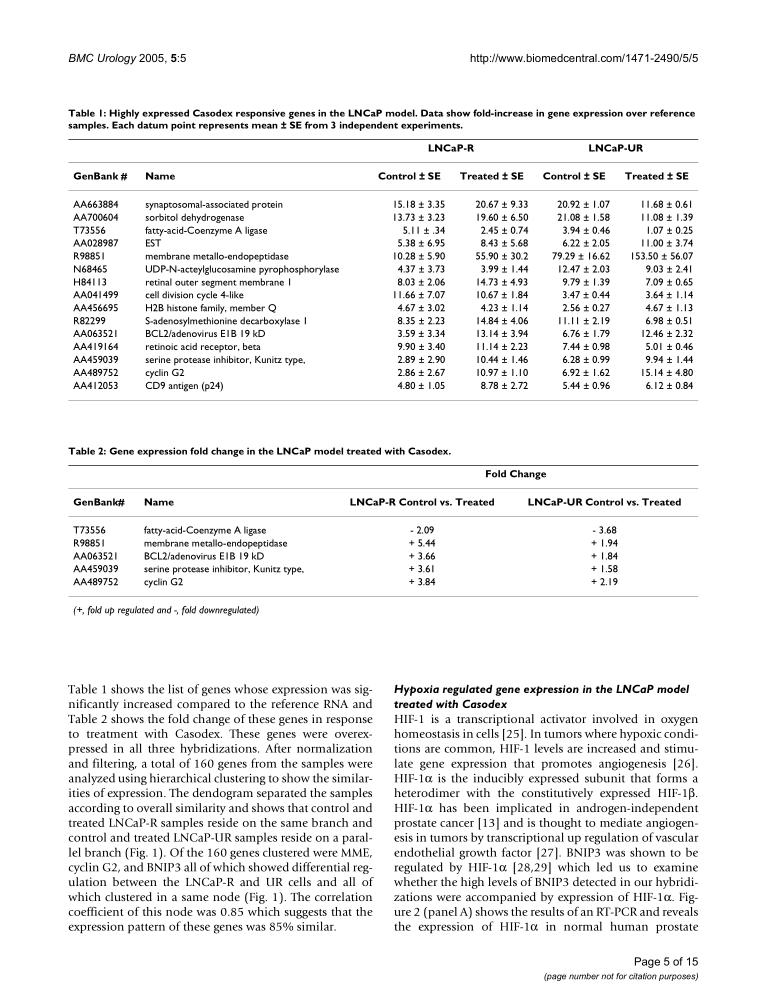 BMC Urology 2005, 5:5 http://www.biomedcentral.com/1471-2490/5/5
Table 1: Highly expressed Casodex responsive genes in the LNCaP model. Data show fold-increase in gene expression over reference
samples. Each datum point represents mean ± SE from 3 independent experiments.
LNCaP-R LNCaP-UR
GenBank # Name Control ± SE Treated ± SE Control ± SE Treated ± SE
AA663884 synaptosomal-associated protein 15.18 ± 3.35 20.67 ± 9.33 20.92 ± 1.07 11.68 ± 0.61
AA700604 sorbitol dehydrogenase 13.73 ± 3.23 19.60 ± 6.50 21.08 ± 1.58 11.08 ± 1.39
T73556 fatty-acid-Coenzyme A ligase 5.11 ± .34 2.45 ± 0.74 3.94 ± 0.46 1.07 ± 0.25
AA028987 EST 5.38 ± 6.95 8.43 ± 5.68 6.22 ± 2.05 11.00 ± 3.74
R98851 membrane metallo-endopeptidase 10.28 ± 5.90 55.90 ± 30.2 79.29 ± 16.62 153.50 ± 56.07
N68465 UDP-N-acteylglucosamine pyrophosphorylase 4.37 ± 3.73 3.99 ± 1.44 12.47 ± 2.03 9.03 ± 2.41
H84113 retinal outer segment membrane 1 8.03 ± 2.06 14.73 ± 4.93 9.79 ± 1.39 7.09 ± 0.65
AA041499 cell division cycle 4-like 11.66 ± 7.07 10.67 ± 1.84 3.47 ± 0.44 3.64 ± 1.14
AA456695 H2B histone family, member Q 4.67 ± 3.02 4.23 ± 1.14 2.56 ± 0.27 4.67 ± 1.13
R82299 S-adenosylmethionine decarboxylase 1 8.35 ± 2.23 14.84 ± 4.06 11.11 ± 2.19 6.98 ± 0.51
AA063521 BCL2/adenovirus E1B 19 kD 3.59 ± 3.34 13.14 ± 3.94 6.76 ± 1.79 12.46 ± 2.32
AA419164 retinoic acid receptor, beta 9.90 ± 3.40 11.14 ± 2.23 7.44 ± 0.98 5.01 ± 0.46
AA459039 serine protease inhibitor, Kunitz type, 2.89 ± 2.90 10.44 ± 1.46 6.28 ± 0.99 9.94 ± 1.44
AA489752 cyclin G2 2.86 ± 2.67 10.97 ± 1.10 6.92 ± 1.62 15.14 ± 4.80
AA412053 CD9 antigen (p24) 4.80 ± 1.05 8.78 ± 2.72 5.44 ± 0.96 6.12 ± 0.84
Table 2: Gene expression fold change in the LNCaP model treated with Casodex.
Fold Change
GenBank# Name LNCaP-R Control vs. Treated LNCaP-UR Control vs. Treated
T73556 fatty-acid-Coenzyme A ligase - 2.09 - 3.68
R98851 membrane metallo-endopeptidase + 5.44 + 1.94
AA063521 BCL2/adenovirus E1B 19 kD + 3.66 + 1.84
AA459039 serine protease inhibitor, Kunitz type, + 3.61 + 1.58
AA489752 cyclin G2 + 3.84 + 2.19
(+, fold up regulated and -, fold downregulated)
Table 1 shows the list of genes whose expression was sig-
nificantly increased compared to the reference RNA and
Table 2 shows the fold change of these genes in response
to treatment with Casodex. These genes were overex-
pressed in all three hybridizations. After normalization
and filtering, a total of 160 genes from the samples were
analyzed using hierarchical clustering to show the similar-
ities of expression. The dendogram separated the samples
according to overall similarity and shows that control and
treated LNCaP-R samples reside on the same branch and
control and treated LNCaP-UR samples reside on a paral-
lel branch (Fig. 1). Of the 160 genes clustered were MME,
cyclin G2, and BNIP3 all of which showed differential reg-
ulation between the LNCaP-R and UR cells and all of
which clustered in a same node (Fig. 1). The correlation
coefficient of this node was 0.85 which suggests that the
expression pattern of these genes was 85% similar.
Hypoxia regulated gene expression in the LNCaP model
treated with Casodex
HIF-1 is a transcriptional activator involved in oxygen
homeostasis in cells [25]. In tumors where hypoxic condi-
tions are common, HIF-1 levels are increased and stimu-
late gene expression that promotes angiogenesis [26].
HIF-1α is the inducibly expressed subunit that forms a
heterodimer with the constitutively expressed HIF-1β.
HIF-1α has been implicated in androgen-independent
prostate cancer [13] and is thought to mediate angiogen-
esis in tumors by transcriptional up regulation of vascular
endothelial growth factor [27]. BNIP3 was shown to be
regulated by HIF-1α [28,29] which led us to examine
whether the high levels of BNIP3 detected in our hybridi-
zations were accompanied by expression of HIF-1α. Fig-
ure 2 (panel A) shows the results of an RT-PCR and reveals
the expression of HIF-1α in normal human prostate
Page 5 of 15
(page number not for citation purposes)